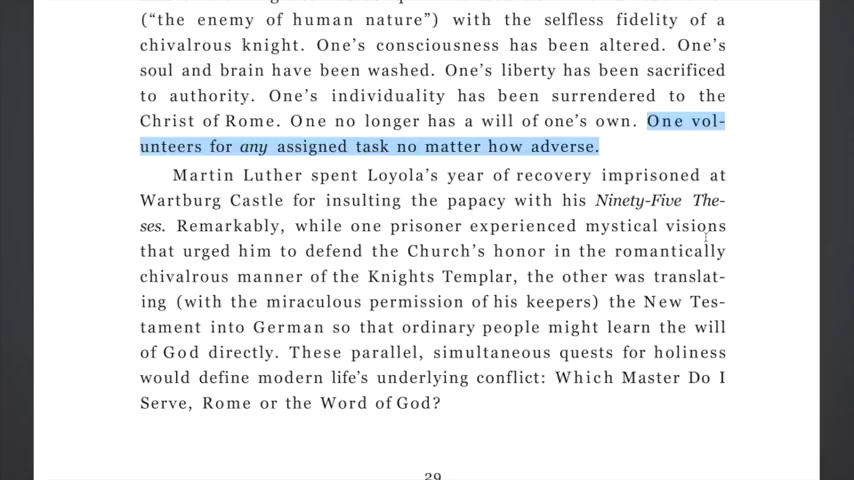 ("the enemy of human nature") with the selfless fidelity of a
chivalrous knight. One's consciousness has been altered. One's
soul and brain have been washed. One's liberty has been sacrificed
to authority. One's individuality has been surrendered to the
Christ of Rome. One no longer has a will of one's own. One vol-
unteers for any assigned task no matter how adverse.
Martin Luther spent Loyola's year of recovery imprisoned at
Wartburg Castle for insulting the papacy with his Ninety-Five The-
ses. Remarkably, while one prisoner experienced mystical visions
that urged him to defend the Church's honor in the romantically
chivalrous manner of the Knights Templar, the other was translat-
ing (with the miraculous permission of his keepers) the New Tes-
tament into German so that ordinary people might learn the will
of God directly. These parallel, simultaneous quests for holiness
would define modern life's underlying conflict: Which Master Do I
Serve, Rome or the Word of God?
29